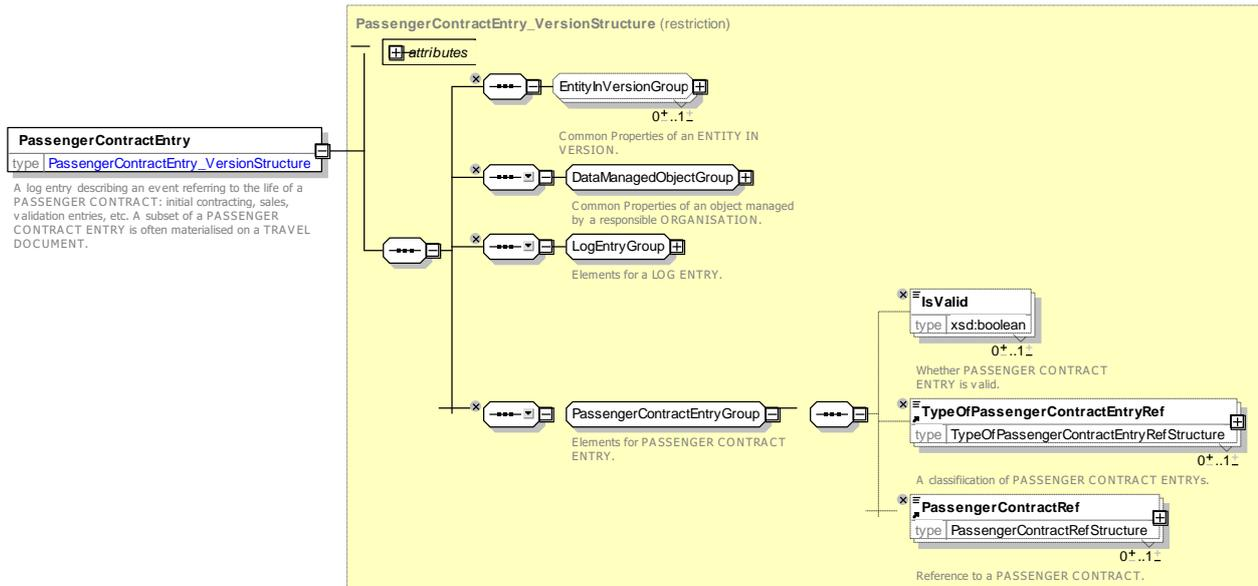 PassengerContractEntry_VersionStructure (restriction)
attributes
EntityInVersionGroup
0..1
Common Properties of an ENTITY IN
VERSION.
PassengerContractEntry
type PassengerContractEntry_VersionStructure
A log entry describing an event referring to the life of a
PASSENGER CONTRACT: initial contracting, sales,
validation entries, etc. A subset of a PASSENGER
CONTRACT ENTRY is often materialised on a TRAVEL
DOCUMENT.
DataManagedObjectGroup
Common Properties of an object managed
by a responsible ORGANISATION.
LogEntryGroup
Elements for a LOG ENTRY.
IsValid
type xsd:boolean
0..1
Whether PASSENGER CONTRACT
ENTRY is valid.
PassengerContractEntryGroup
Elements for PASSENGER CONTRACT
ENTRY.
TypeOfPassengerContractEntryRef
type TypeOfPassengerContractEntryRefStructure
0..1
A classifiication of PASSENGER CONTRACT ENTRYs.
PassengerContractRef
type PassengerContractRefStructure
0..1
Reference to a PASSENGER CONTRACT.